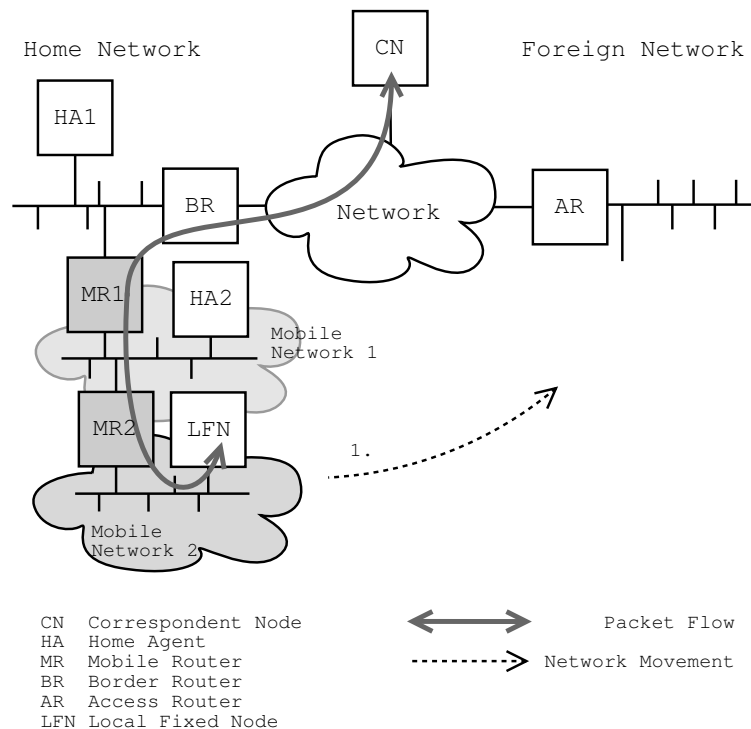 CN
Home Network
Foreign Network
HA1
BR
Network
AR
MR1
HA2
Mobile
Network 1
MR2
LFN
1.
Mobile
Network 2
CN Correspondent Node
HA Home Agent
MR Mobile Router
BR Border Router
AR Access Router
LFN Local Fixed Node
Packet Flow
Network Movement